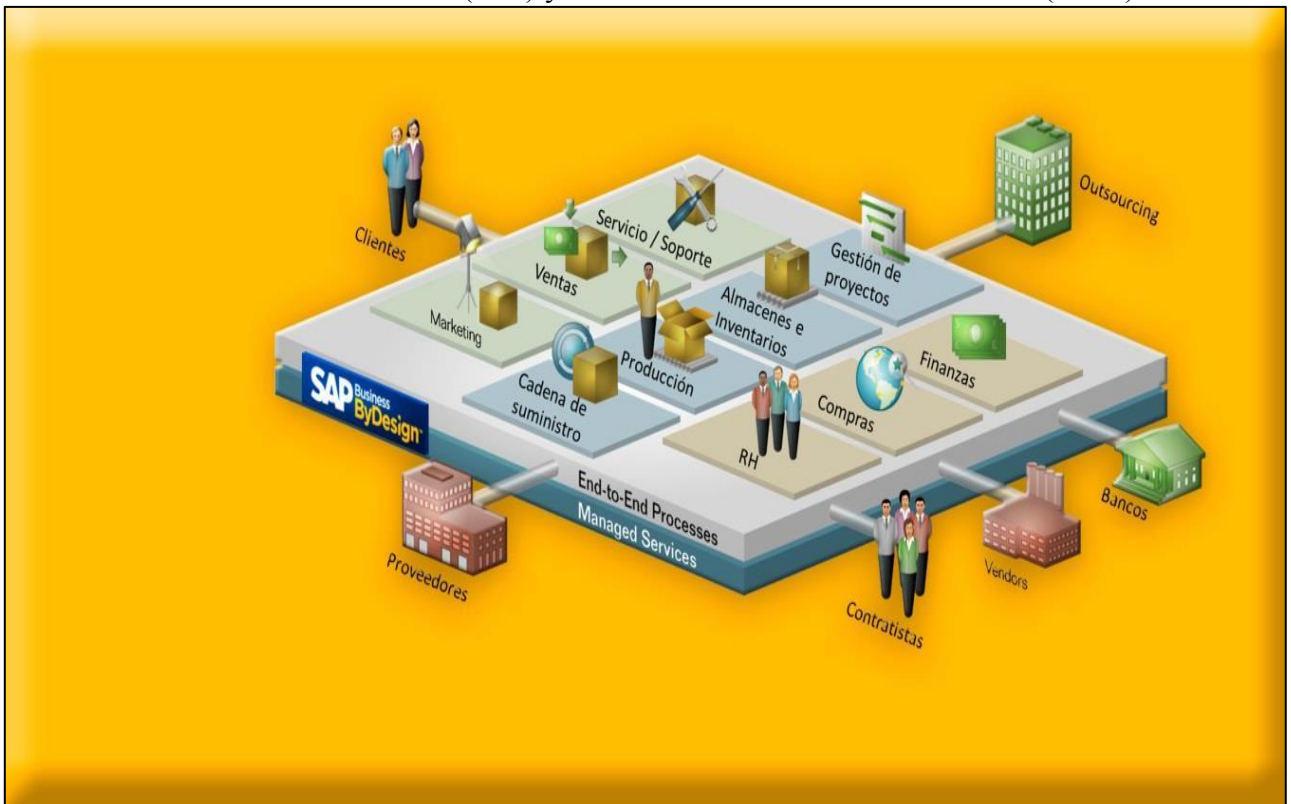 Clientes
Outsourcing
Servicio / Soporte
Ventas
Marketing
Gestión de
proyectos
Almacenes e
Inventarios
Producción
Cadena de
suministro
Finanzas
Compras
RH
SAP Business
ByDesign™
End-to-End Processes
Managed Services
Proveedores
Contratistas
Vendors
Bancos